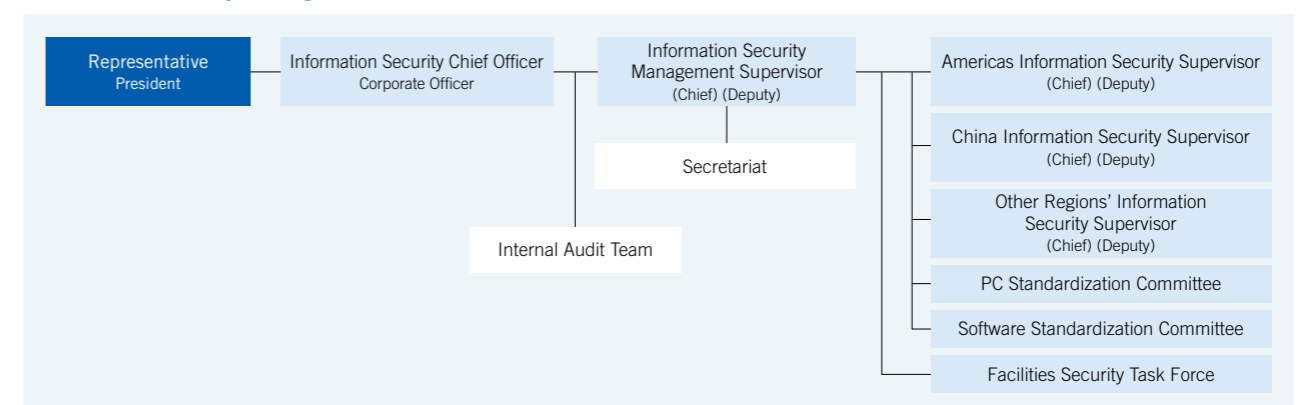 Representative
President
Information Security Chief Officer
Corporate Officer
Information Security
Management Supervisor
(Chief) (Deputy)
Secretariat
Internal Audit Team
Americas Information Security Supervisor
(Chief) (Deputy)
China Information Security Supervisor
(Chief) (Deputy)
Other Regions’ Information
Security Supervisor
(Chief) (Deputy)
PC Standardization Committee
Software Standardization Committee
Facilities Security Task Force